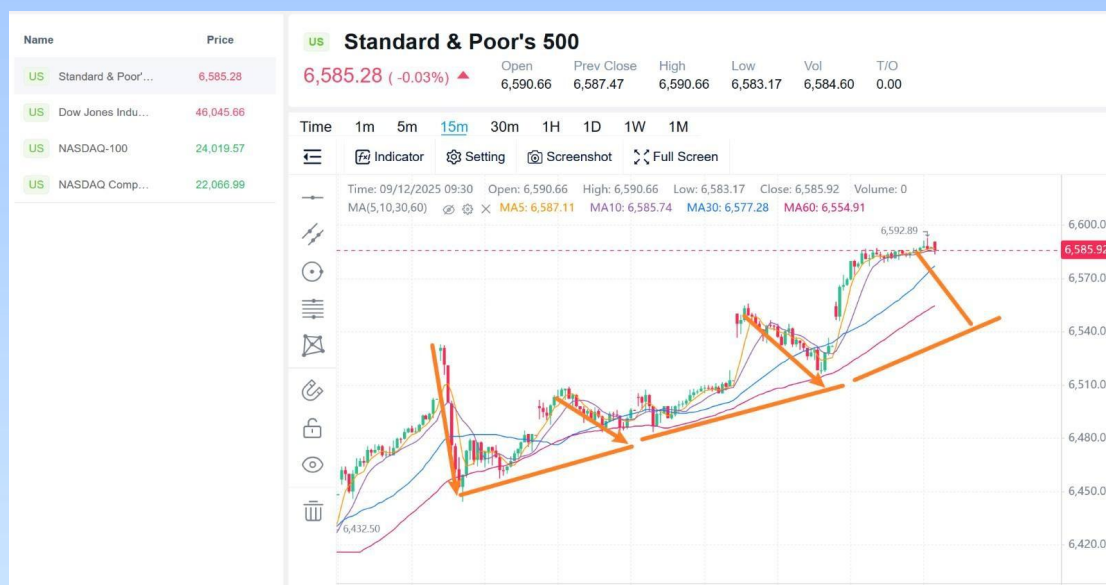 Name Price
US Standard & Poor'... 6,585.28
US Dow Jones Indu... 46,045.66
US NASDAQ-100 24,019.57
US NASDAQ Comp... 22,066.99
US Standard & Poor's 500
6,585.28 ( -0.03%)
Open Prev Close High Low Vol T/O
6,590.66 6,587.47 6,590.66 6,583.17 6,584.60 0.00
Time 1m 5m 15m 30m 1H 1D 1W 1M
Indicator Setting Screenshot Full Screen
Time: 09/12/2025 09:30 Open: 6,590.66 High: 6,590.66 Low: 6,583.17 Close: 6,585.92 Volume: 0
MA(5,10,30,60) MA5: 6,587.11 MA10: 6,585.74 MA30: 6,577.28 MA60: 6,554.91
6,592.89
6,600.0
6,585.92
6,570.0
6,540.0
6,510.0
6,480.0
6,450.0
6,432.50
6,420.0